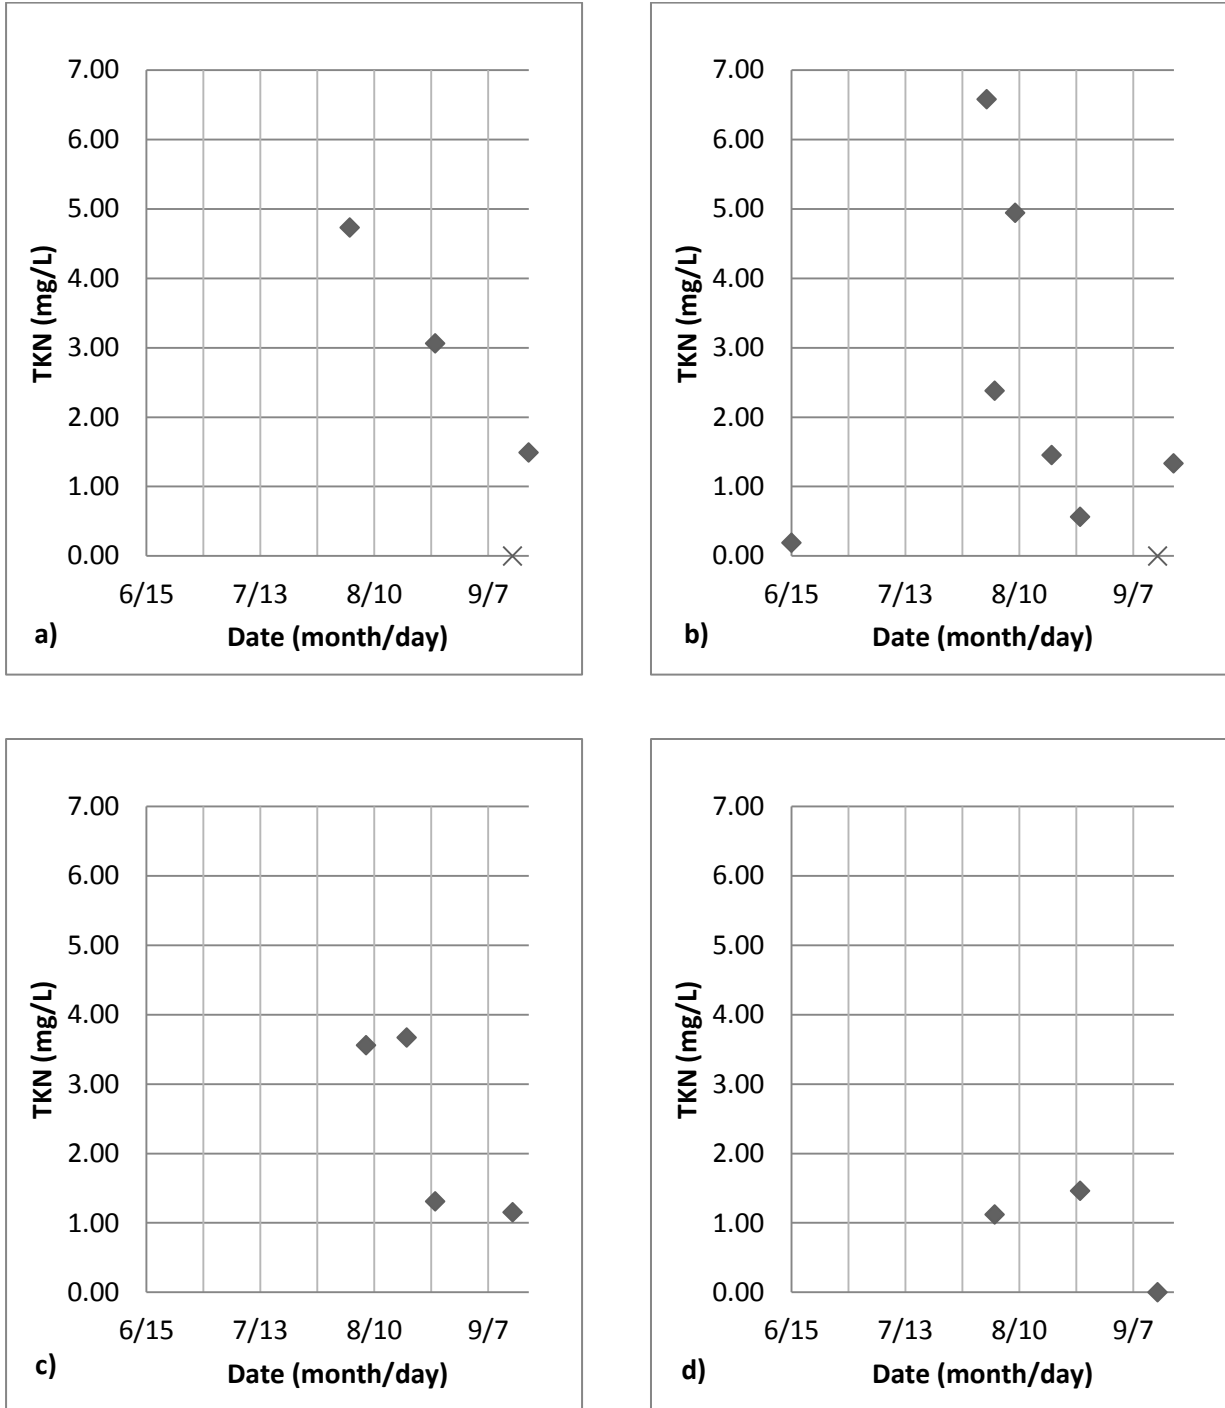 7.00
6.00
5.00
4.00
3.00
2.00
1.00
0.00
TKN (mg/L)
6/15 7/13 8/10 9/7
a) Date (month/day)
7.00
6.00
5.00
4.00
3.00
2.00
1.00
0.00
TKN (mg/L)
6/15 7/13 8/10 9/7
b) Date (month/day)
7.00
6.00
5.00
4.00
3.00
2.00
1.00
0.00
TKN (mg/L)
6/15 7/13 8/10 9/7
c) Date (month/day)
7.00
6.00
5.00
4.00
3.00
2.00
1.00
0.00
TKN (mg/L)
6/15 7/13 8/10 9/7
d) Date (month/day)